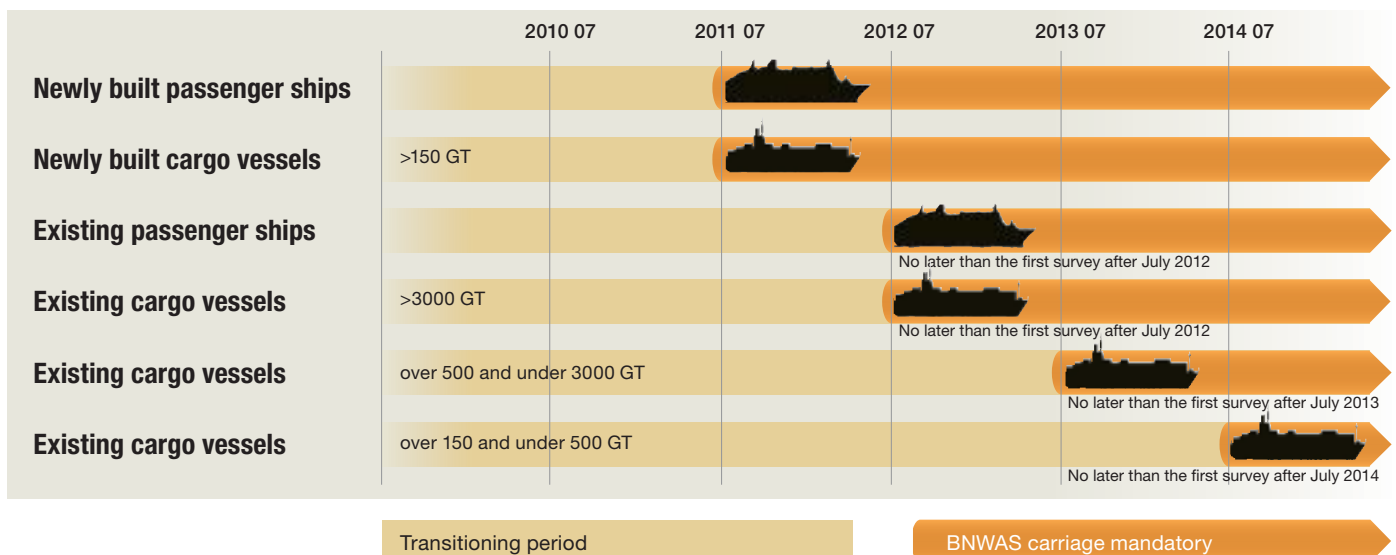 2010 07 2011 07 2012 07 2013 07 2014 07
Newly built passenger ships
Newly built cargo vessels >150 GT
Existing passenger ships
No later than the first survey after July 2012
Existing cargo vessels >3000 GT
No later than the first survey after July 2012
Existing cargo vessels over 500 and under 3000 GT
No later than the first survey after July 2013
Existing cargo vessels over 150 and under 500 GT
No later than the first survey after July 2014
Transitioning period BNWAS carriage mandatory